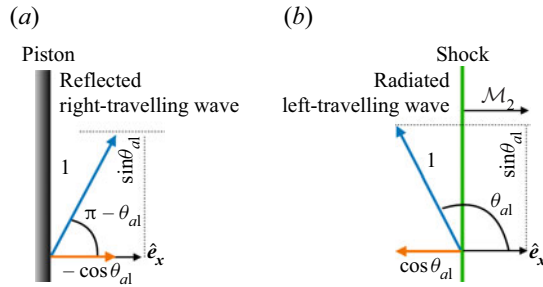 (a)
Piston
Reflected
right-travelling wave
1
sinθal
π − θal
êx
− cosθal
(b)
Shock
Radiated
left-travelling wave
ℳ2
1
sinθal
θal
cosθal
êx